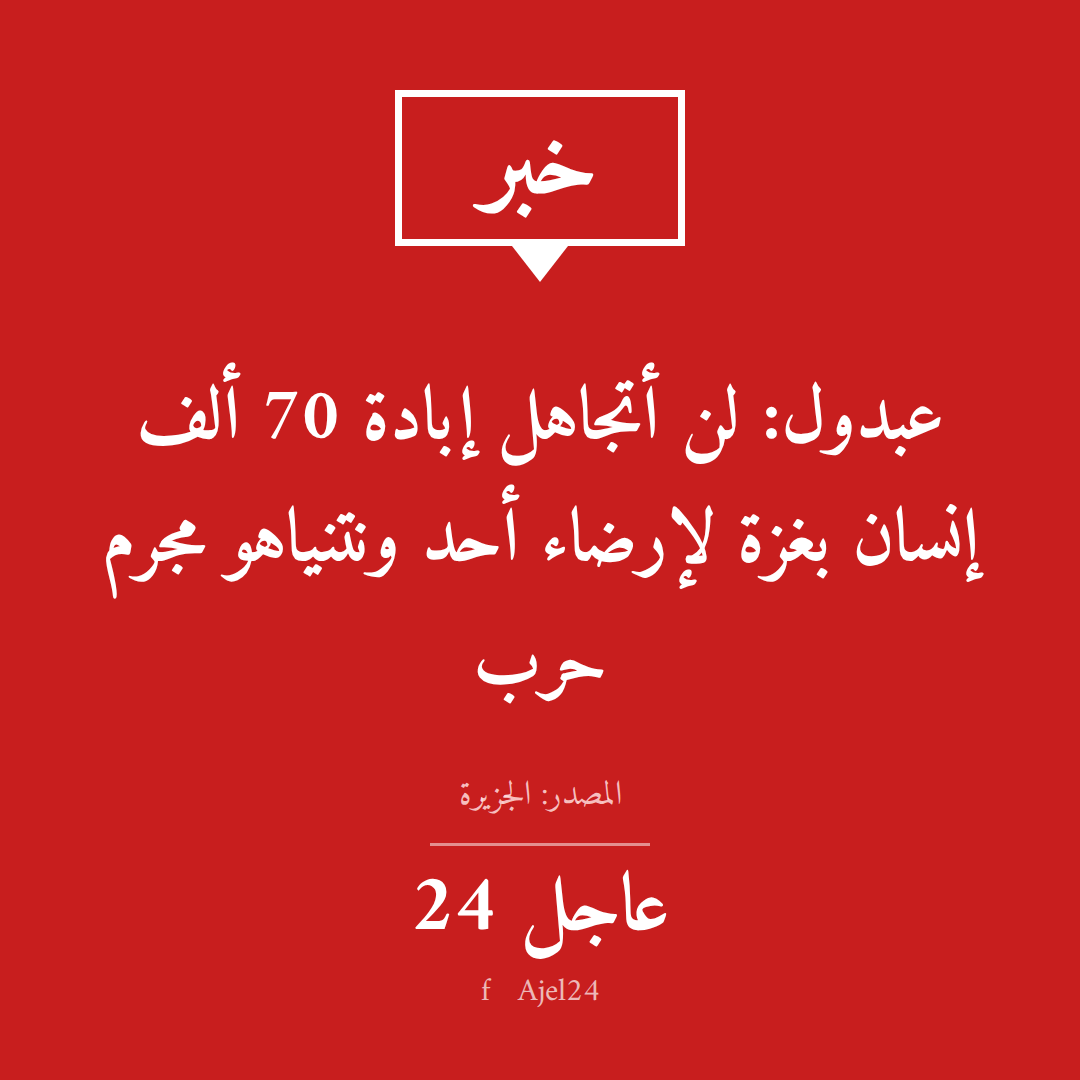 خبر
عبدول: لن أتجاهل إبادة 70 ألف
إنسان بغزة لإرضاء أحد ونتنياهو مجرم
حرب
المصدر: الجزيرة
عاجل 24
f Ajel24